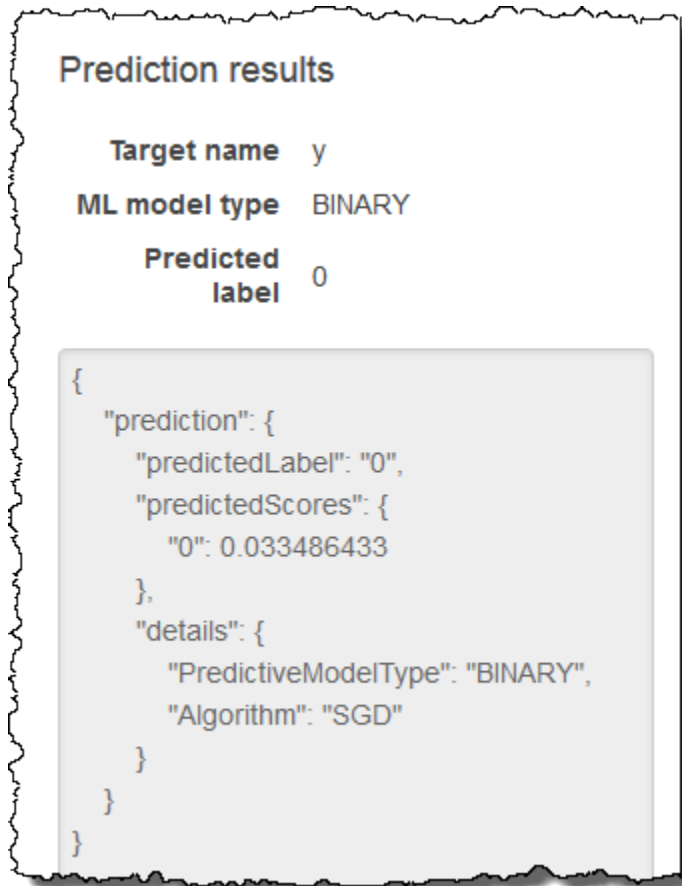 Prediction results
Target name y
ML model type BINARY
Predicted
label 0
{
"prediction": {
"predictedLabel": "0",
"predictedScores": {
"0": 0.033486433
},
"details": {
"PredictiveModelType": "BINARY",
"Algorithm": "SGD"
}
}
}